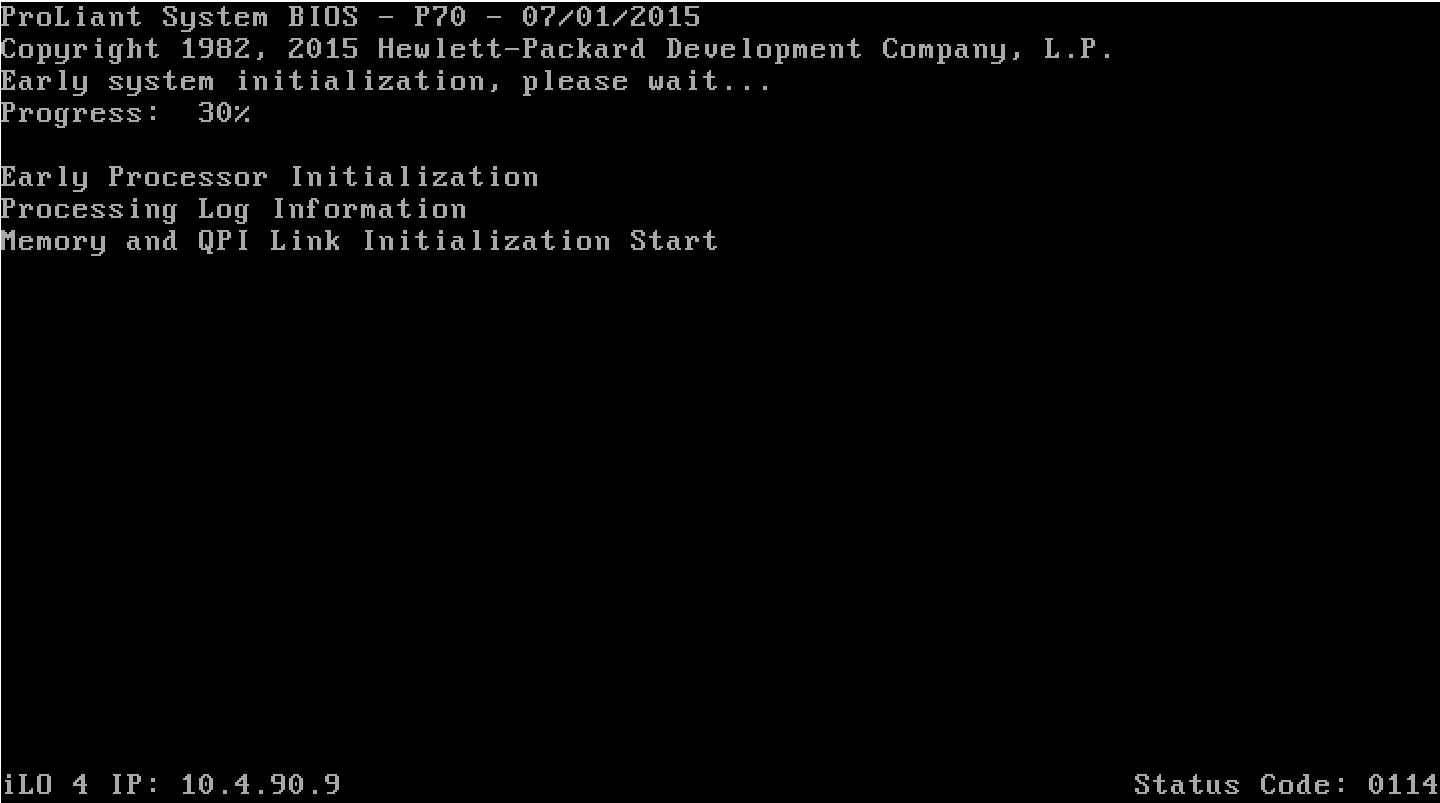 ProLiant System BIOS - P70 - 07/01/2015
Copyright 1982, 2015 Hewlett-Packard Development Company, L.P.
Early system initialization, please wait...
Progress:  30%
Early Processor Initialization
Processing Log Information
Memory and QPI Link Initialization Start
iLO 4 IP: 10.4.90.9
Status Code: 0114